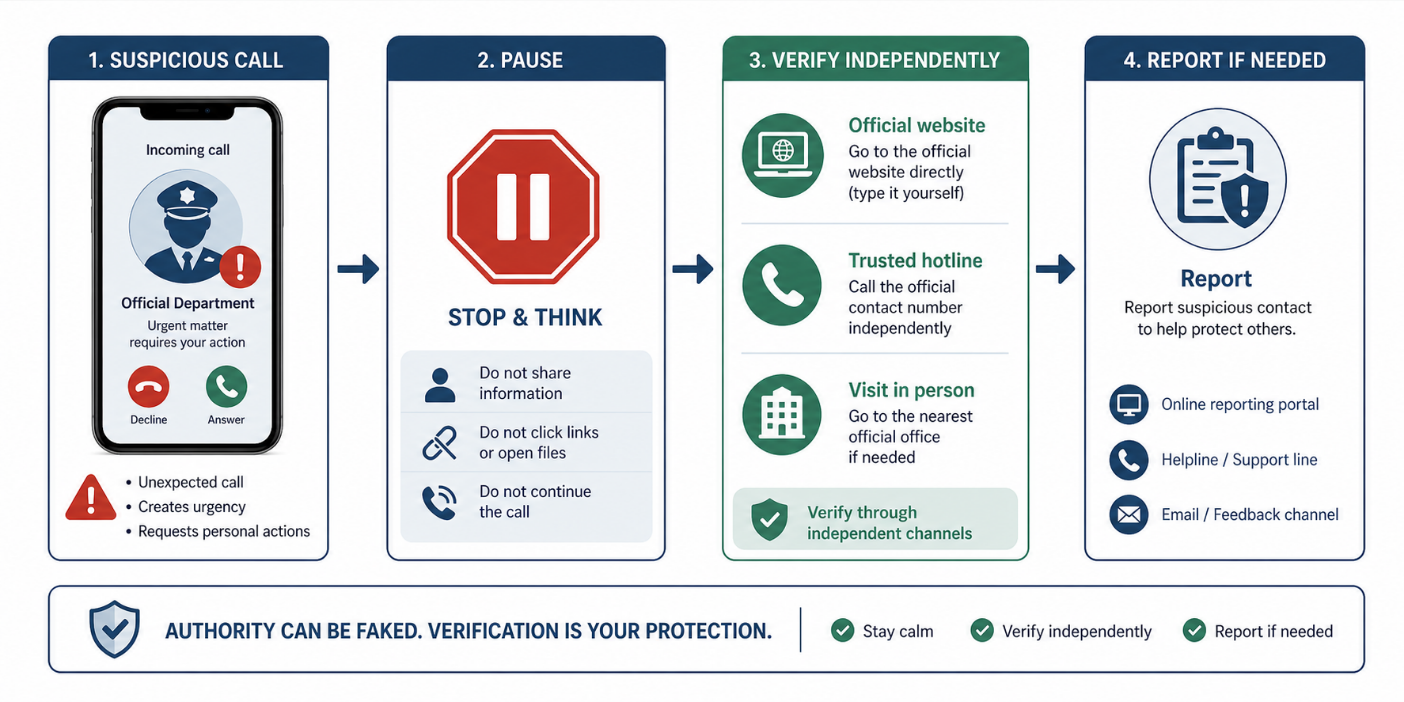 1. SUSPICIOUS CALL
Incoming call
Official Department
Urgent matter
requires your action
Decline
Answer
• Unexpected call
• Creates urgency
• Requests personal actions
2. PAUSE
STOP & THINK
Do not share
information
Do not click links
or open files
Do not continue
the call
3. VERIFY INDEPENDENTLY
Official website
Go to the official
website directly
(type it yourself)
Trusted hotline
Call the official
contact number
independently
Visit in person
Go to the nearest
official office
if needed
Verify through
independent channels
4. REPORT IF NEEDED
Report
Report suspicious contact
to help protect others.
Online reporting portal
Helpline / Support line
Email / Feedback channel
AUTHORITY CAN BE FAKED. VERIFICATION IS YOUR PROTECTION.
Stay calm
Verify independently
Report if needed